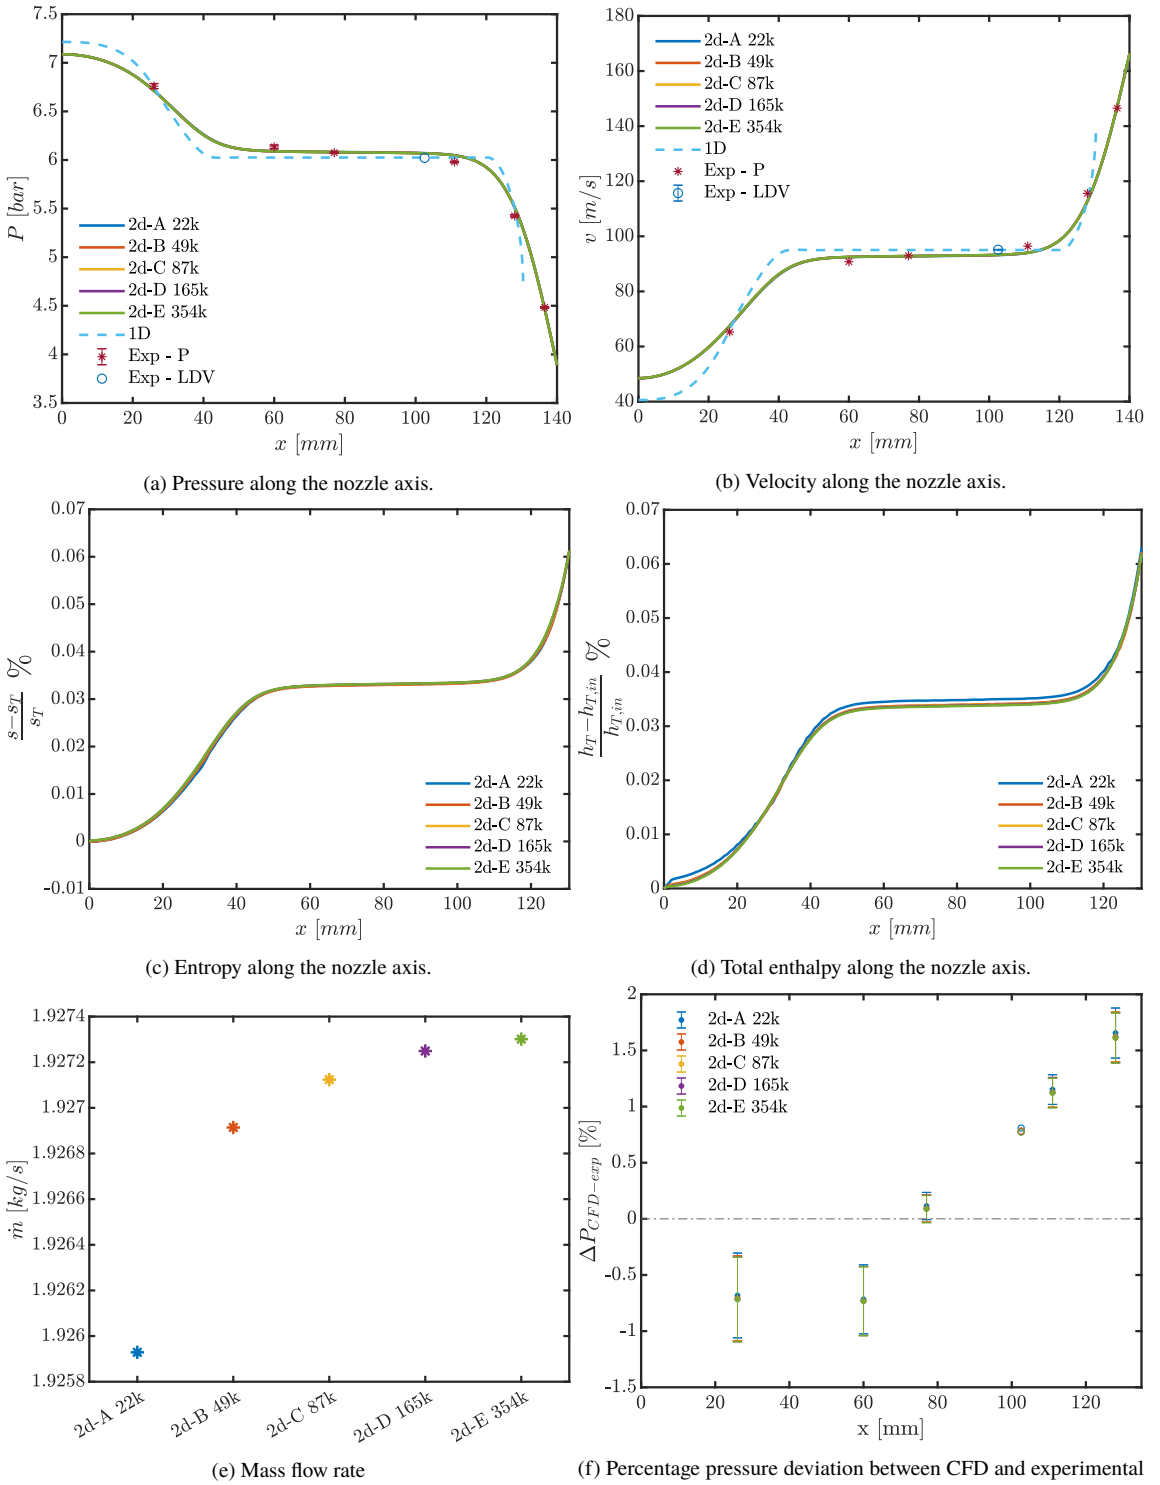 7.5
7
6.5
6
5.5
5
4.5
4
3.5
P [bar]
2d-A 22k
2d-B 49k
2d-C 87k
2d-D 165k
2d-E 354k
1D
Exp - P
Exp - LDV
0 20 40 60 80 100 120 140
x [mm]
(a) Pressure along the nozzle axis.
180
160
140
120
100
80
60
40
v [m/s]
2d-A 22k
2d-B 49k
2d-C 87k
2d-D 165k
2d-E 354k
1D
Exp - P
Exp - LDV
0 20 40 60 80 100 120 140
x [mm]
(b) Velocity along the nozzle axis.
0.07
0.06
0.05
0.04
0.03
0.02
0.01
0
-0.01
s−s_T / s_T %
2d-A 22k
2d-B 49k
2d-C 87k
2d-D 165k
2d-E 354k
0 20 40 60 80 100 120
x [mm]
(c) Entropy along the nozzle axis.
0.07
0.06
0.05
0.04
0.03
0.02
0.01
0
h_T−h_{T,in} / h_{T,in} %
2d-A 22k
2d-B 49k
2d-C 87k
2d-D 165k
2d-E 354k
0 20 40 60 80 100 120
x [mm]
(d) Total enthalpy along the nozzle axis.
1.9274
1.9272
1.927
1.9268
1.9266
1.9264
1.9262
1.926
1.9258
ṁ [kg/s]
2d-A 22k
2d-B 49k
2d-C 87k
2d-D 165k
2d-E 354k
(e) Mass flow rate
2
1.5
1
0.5
0
-0.5
-1
-1.5
ΔP_{CFD−exp} [%]
2d-A 22k
2d-B 49k
2d-C 87k
2d-D 165k
2d-E 354k
0 20 40 60 80 100 120
x [mm]
(f) Percentage pressure deviation between CFD and experimental